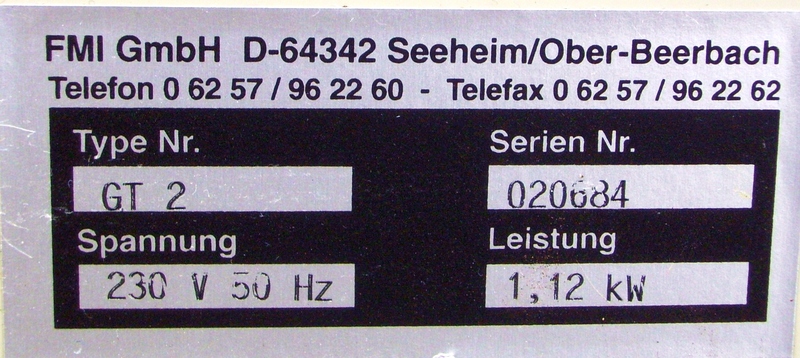 FMI GmbH D-64342 Seeheim/Ober-Beerbach
Telefon 0 62 57 / 96 22 60 - Telefax 0 62 57 / 96 22 62
Type Nr. Serien Nr.
GT 2 020684
Spannung Leistung
230 V 50 Hz 1,12 kW